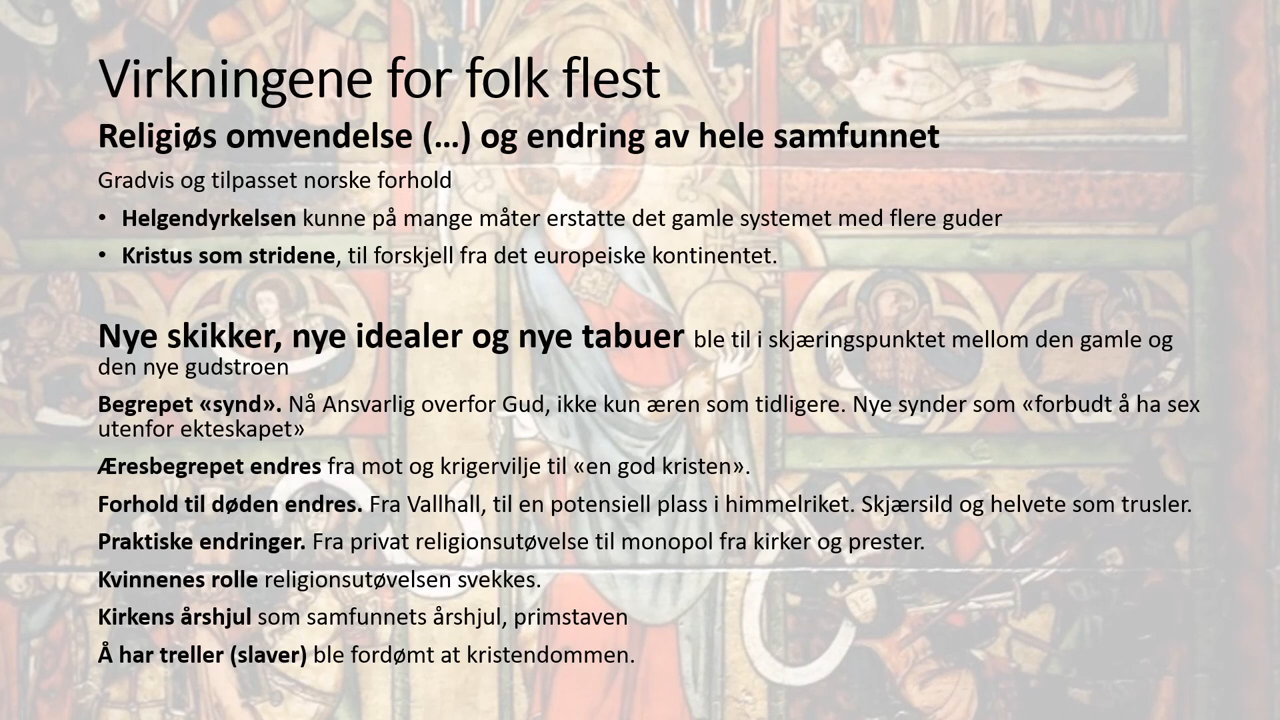 Virkningene for folk flest
Religiøs omvendelse (…) og endring av hele samfunnet
Gradvis og tilpasset norske forhold
• Helgendyrkelsen kunne på mange måter erstatte det gamle systemet med flere guder
• Kristus som stridene, til forskjell fra det europeiske kontinentet.
Nye skikker, nye idealer og nye tabuer ble til i skjæringspunktet mellom den gamle og
den nye gudstroen
Begrepet «synd». Nå Ansvarlig overfor Gud, ikke kun æren som tidligere. Nye synder som «forbudt å ha sex
utenfor ekteskapet»
Æresbegrepet endres fra mot og krigervilje til «en god kristen».
Forhold til døden endres. Fra Vallhall, til en potensiell plass i himmelriket. Skjærsild og helvete som trusler.
Praktiske endringer. Fra privat religionsutøvelse til monopol fra kirker og prester.
Kvinnenes rolle religionsutøvelsen svekkes.
Kirkens årshjul som samfunnets årshjul, primstaven
Å har treller (slaver) ble fordømt at kristendommen.